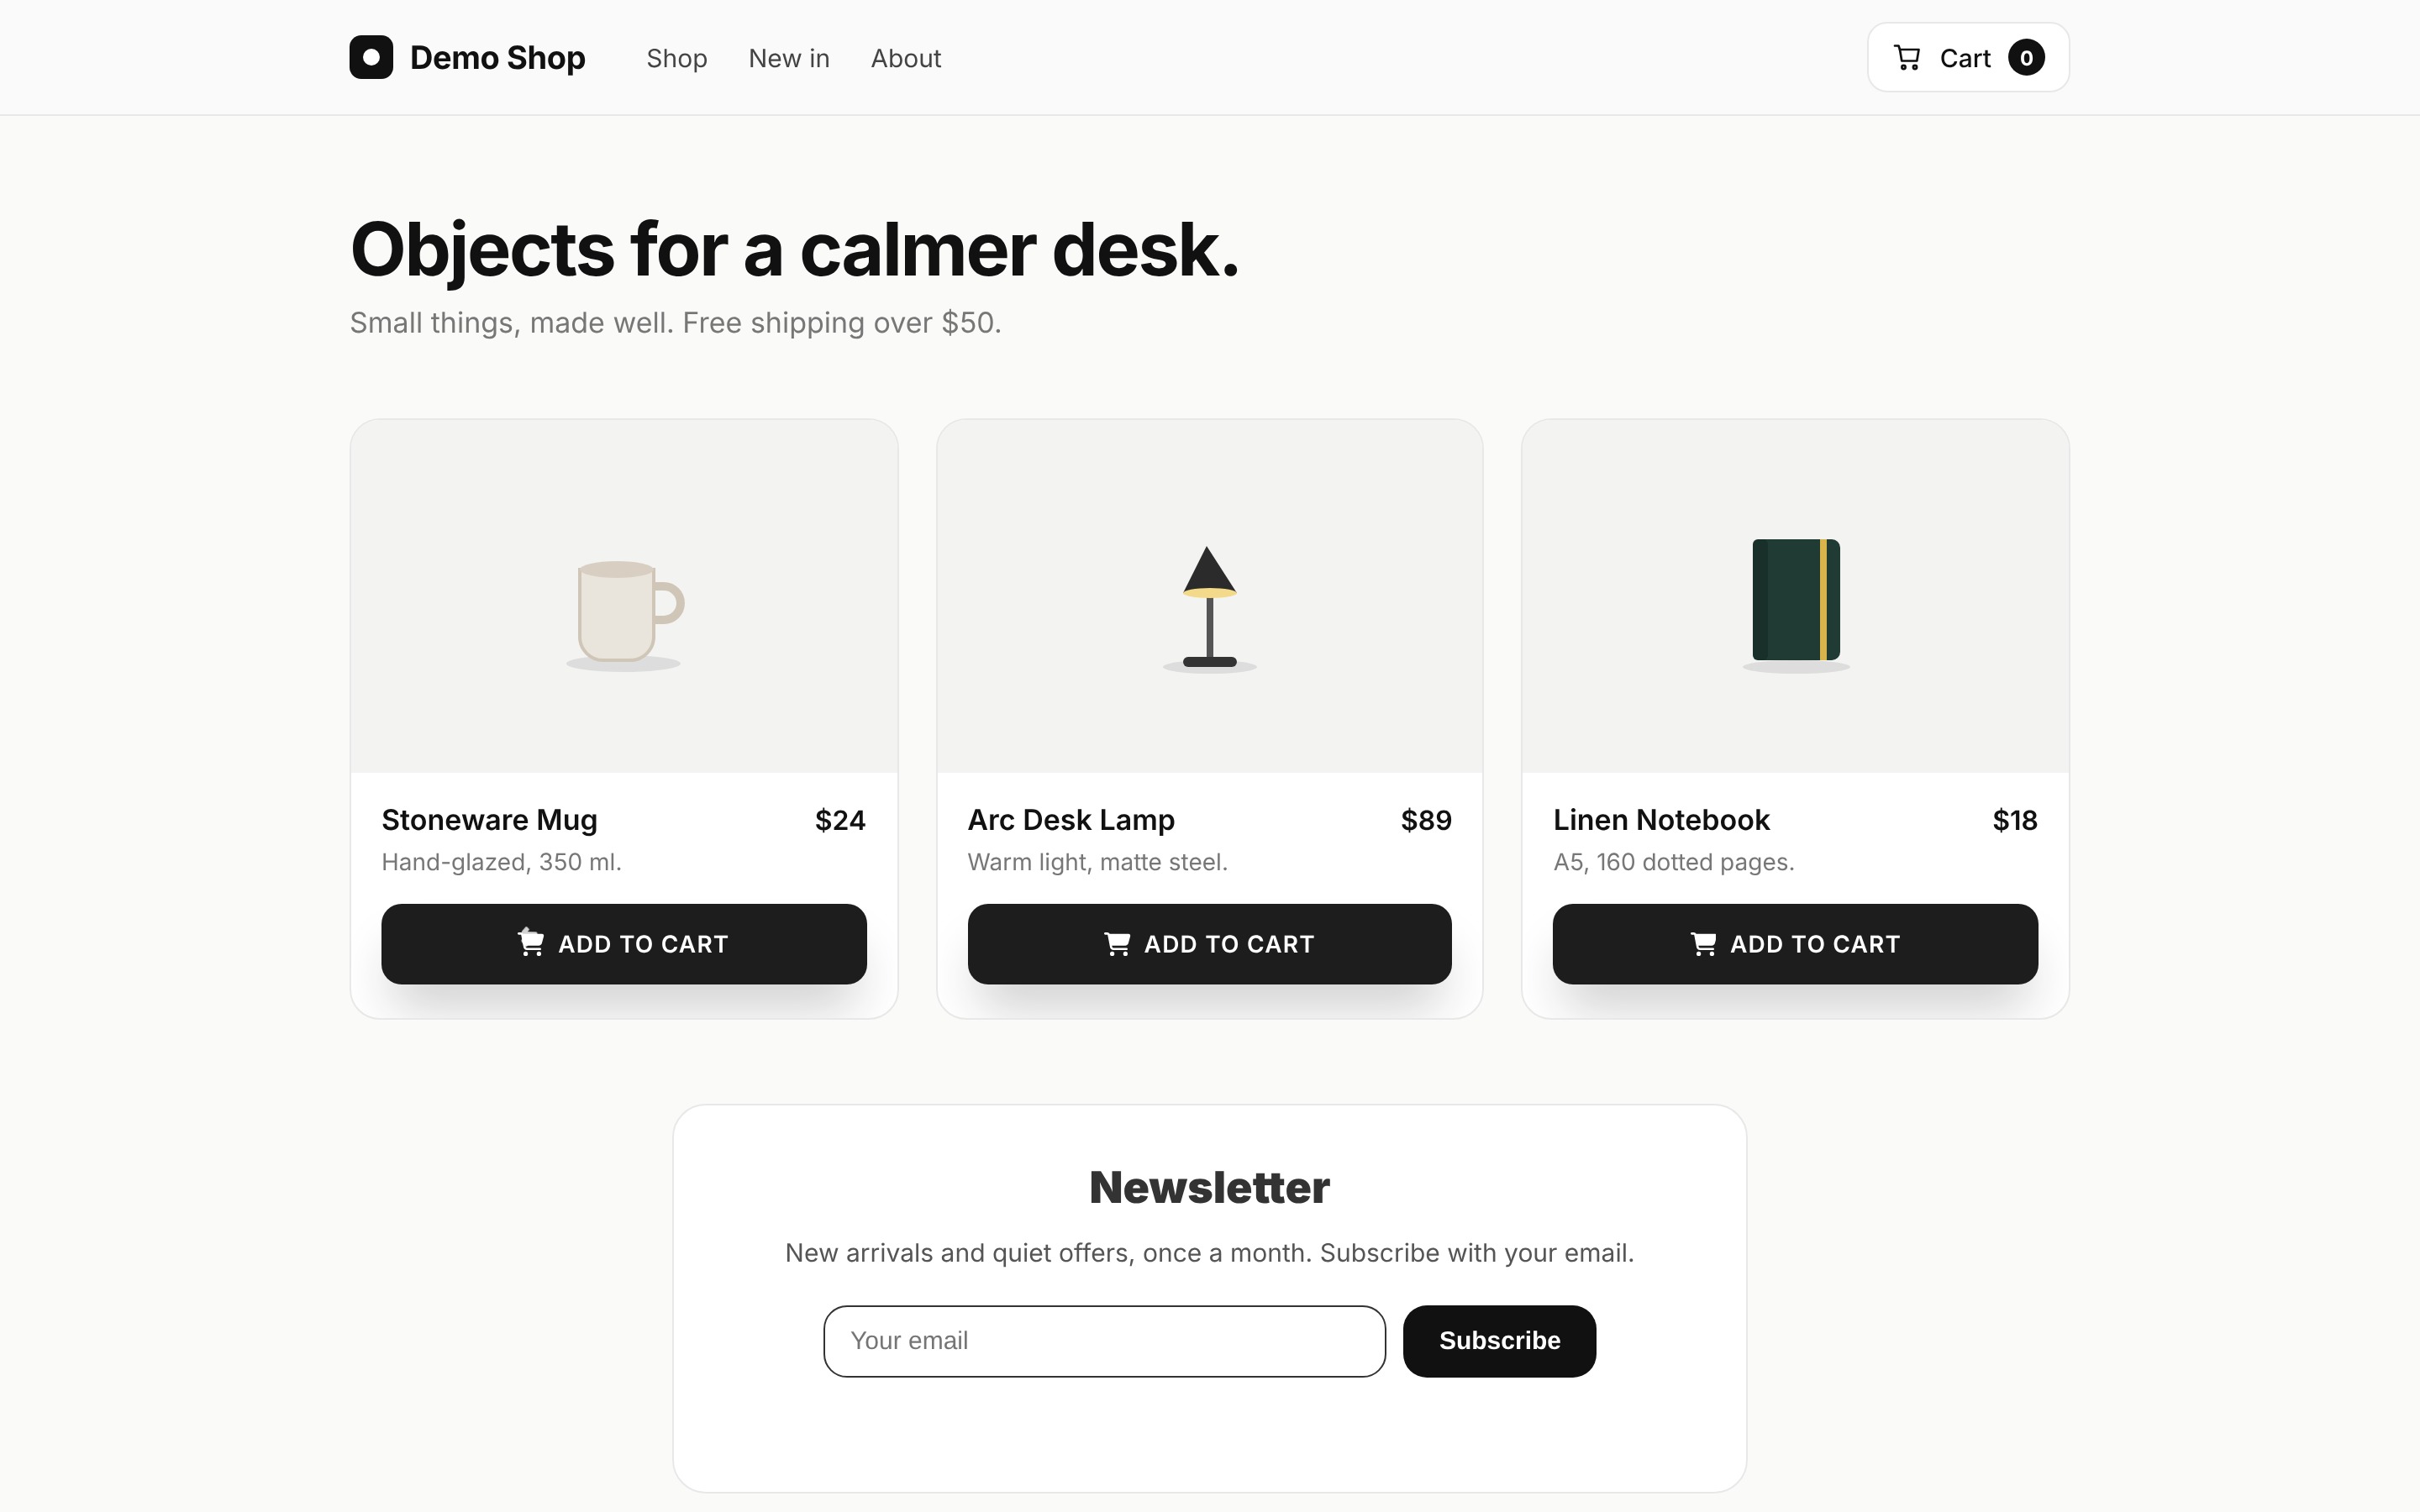 Demo Shop
Shop
New in
About
Cart
0
Objects for a calmer desk.
Small things, made well. Free shipping over $50.
Stoneware Mug
$24
Hand-glazed, 350 ml.
ADD TO CART
Arc Desk Lamp
$89
Warm light, matte steel.
ADD TO CART
Linen Notebook
$18
A5, 160 dotted pages.
ADD TO CART
Newsletter
New arrivals and quiet offers, once a month. Subscribe with your email.
Your email
Subscribe